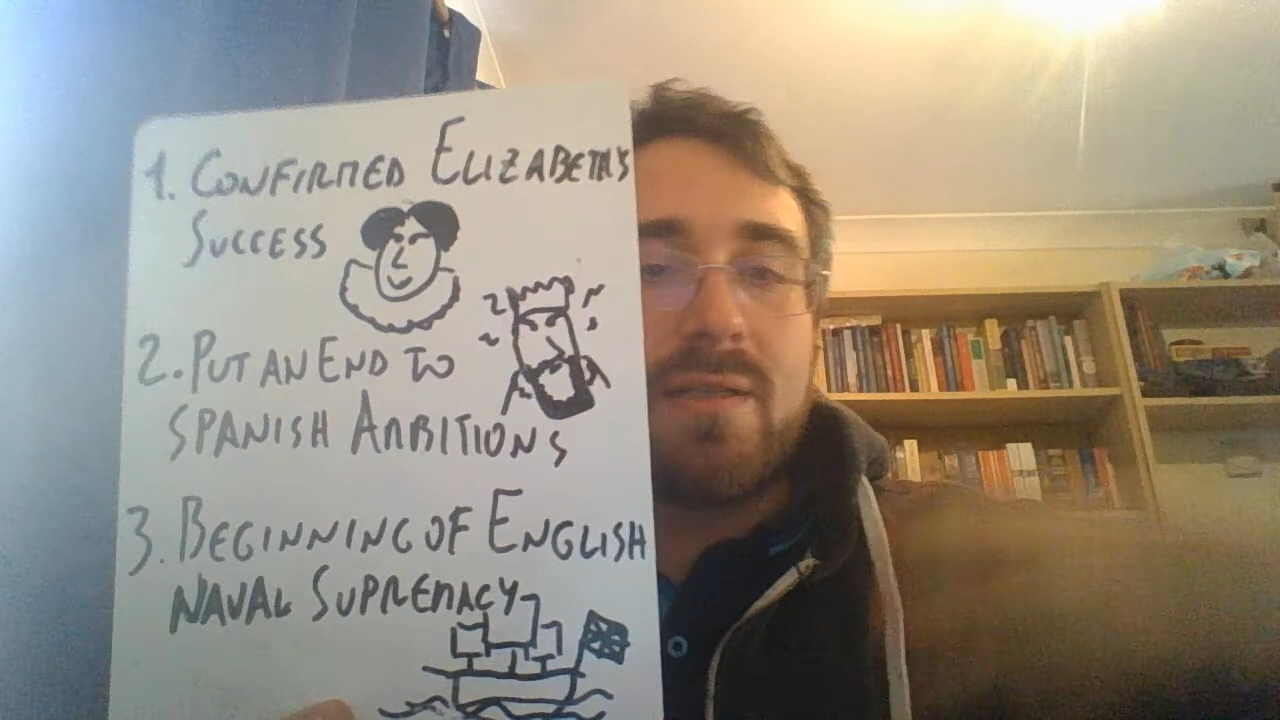 1. CONFIRMED ELIZABETH'S
SUCCESS
2. PUT AN END TO
SPANISH AMBITIONS
3. BEGINNING OF ENGLISH
NAVAL SUPREMACY